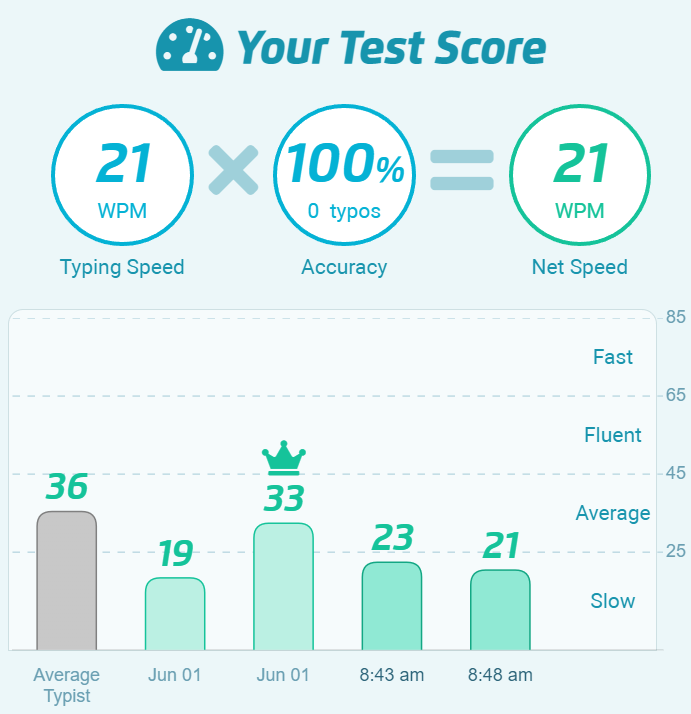 Your Test Score
21
WPM
Typing Speed
100%
0 typos
Accuracy
21
WPM
Net Speed
85
Fast
65
Fluent
45
Average
25
Slow
36
19
33
23
21
Average
Typist
Jun 01
Jun 01
8:43 am
8:48 am